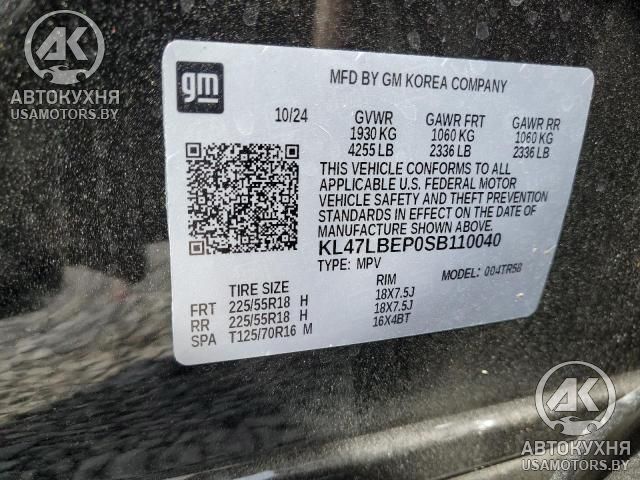 AK
АВТОКУХНЯ
USAMOTORS.BY
gm
MFD BY GM KOREA COMPANY
10/24 GVWR GAWR FRT GAWR RR
1930 KG 1060 KG 1060 KG
4255 LB 2336 LB 2336 LB
THIS VEHICLE CONFORMS TO ALL
APPLICABLE U.S. FEDERAL MOTOR
VEHICLE SAFETY AND THEFT PREVENTION
STANDARDS IN EFFECT ON THE DATE OF
MANUFACTURE SHOWN ABOVE.
KL47LBEP0SB110040
TYPE: MPV MODEL: 004TR58
TIRE SIZE RIM
FRT 225/55R18 H 18X7.5J
RR 225/55R18 H 18X7.5J
SPA T125/70R16 M 16X4BT
AK
АВТОКУХНЯ
USAMOTORS.BY